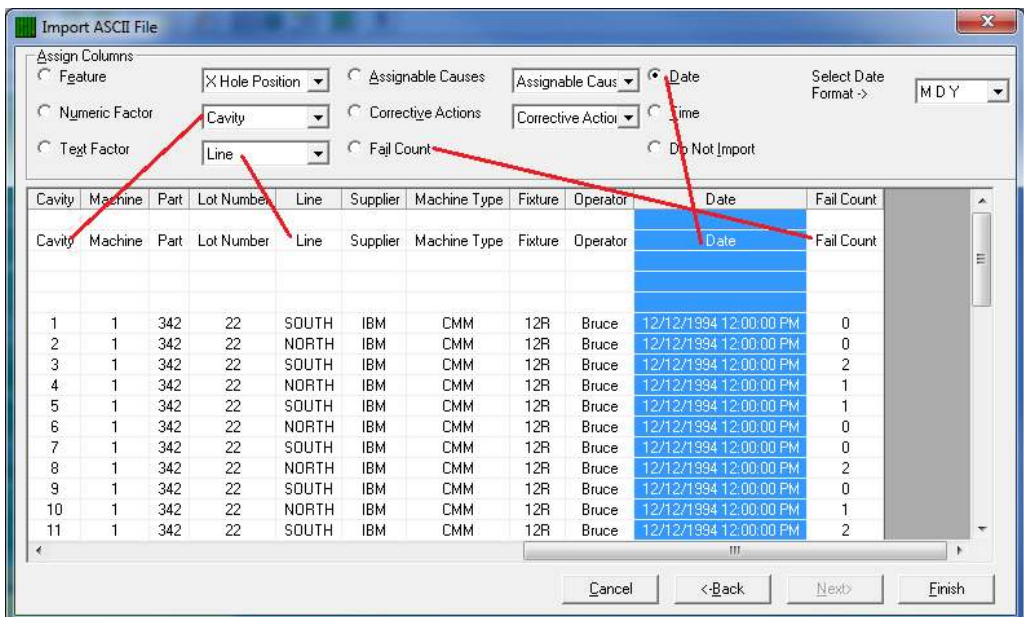 Import ASCII File
Assign Columns
Feature X Hole Position Assignable Causes Assignable Caus Date Select Date Format -> M D Y
Numeric Factor Cavity Corrective Actions Corrective Action Time
Text Factor Line Fail Count Do Not Import
Cavity Machine Part Lot Number Line Supplier Machine Type Fixture Operator Date Fail Count
Cavity Machine Part Lot Number Line Supplier Machine Type Fixture Operator Date Fail Count
1 1 342 22 SOUTH IBM CMM 12R Bruce 12/12/1994 12:00:00 PM 0
2 1 342 22 NORTH IBM CMM 12R Bruce 12/12/1994 12:00:00 PM 0
3 1 342 22 SOUTH IBM CMM 12R Bruce 12/12/1994 12:00:00 PM 2
4 1 342 22 NORTH IBM CMM 12R Bruce 12/12/1994 12:00:00 PM 1
5 1 342 22 SOUTH IBM CMM 12R Bruce 12/12/1994 12:00:00 PM 1
6 1 342 22 NORTH IBM CMM 12R Bruce 12/12/1994 12:00:00 PM 0
7 1 342 22 SOUTH IBM CMM 12R Bruce 12/12/1994 12:00:00 PM 0
8 1 342 22 NORTH IBM CMM 12R Bruce 12/12/1994 12:00:00 PM 2
9 1 342 22 SOUTH IBM CMM 12R Bruce 12/12/1994 12:00:00 PM 0
10 1 342 22 NORTH IBM CMM 12R Bruce 12/12/1994 12:00:00 PM 1
11 1 342 22 SOUTH IBM CMM 12R Bruce 12/12/1994 12:00:00 PM 2
Cancel <-Back Next> Finish